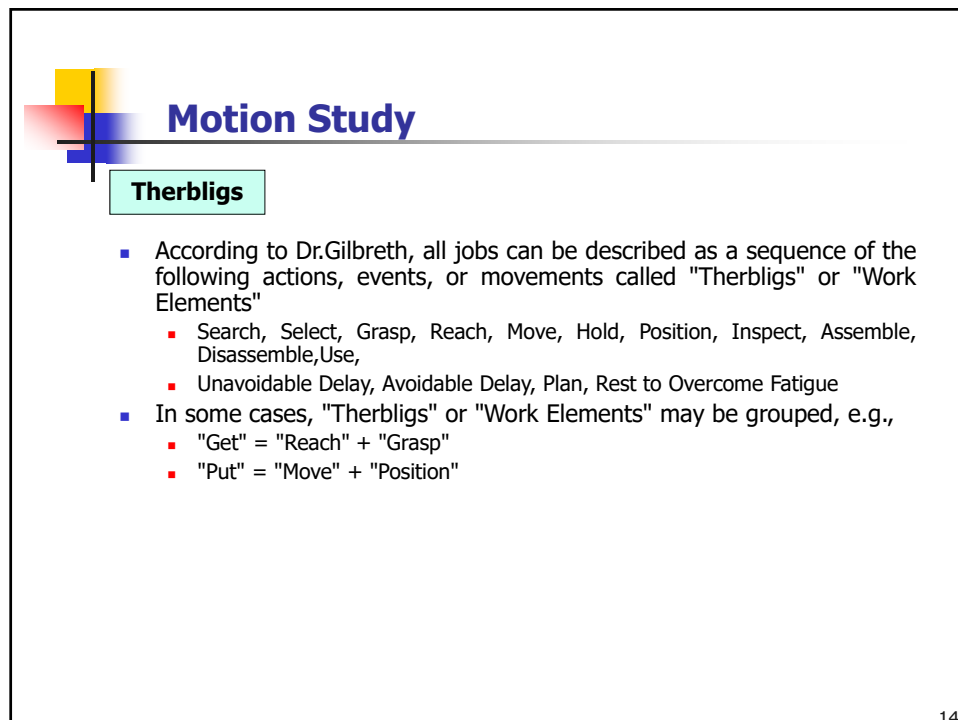 Motion Study
Therbligs
According to Dr.Gilbreth, all jobs can be described as a sequence of the
following actions, events, or movements called "Therbligs" or "Work
Elements"
Search, Select, Grasp, Reach, Move, Hold, Position, Inspect, Assemble,
Disassemble,Use,
Unavoidable Delay, Avoidable Delay, Plan, Rest to Overcome Fatigue
In some cases, "Therbligs" or "Work Elements" may be grouped, e.g.,
"Get" = "Reach" + "Grasp"
"Put" = "Move" + "Position"
14